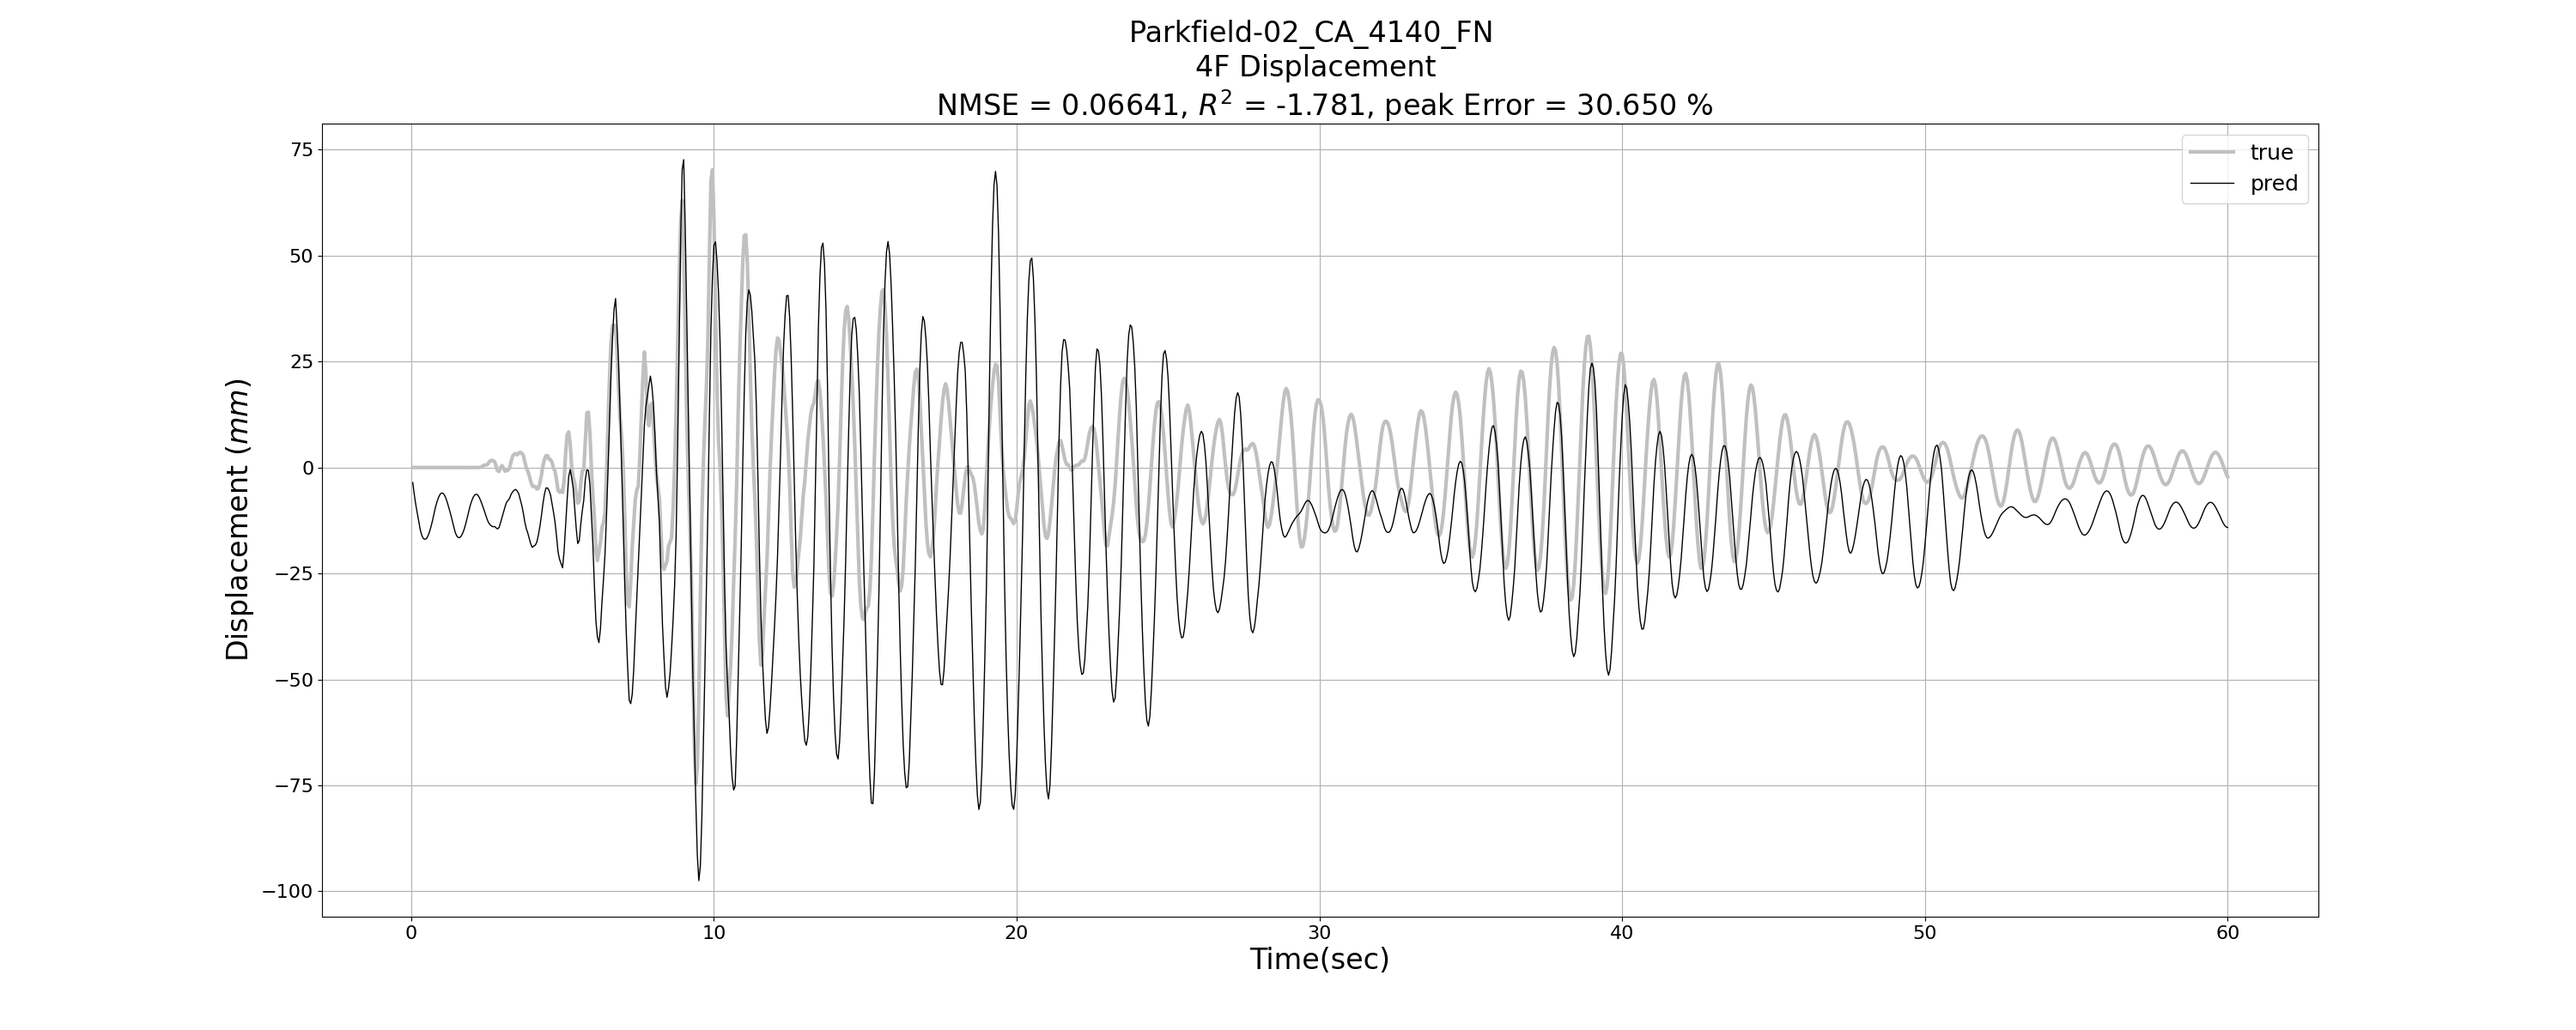 Parkfield-02_CA_4140_FN
4F Displacement
NMSE = 0.06641, R² = -1.781, peak Error = 30.650 %
true
pred
75
50
25
0
−25
−50
−75
−100
Displacement (mm)
0 10 20 30 40 50 60
Time(sec)